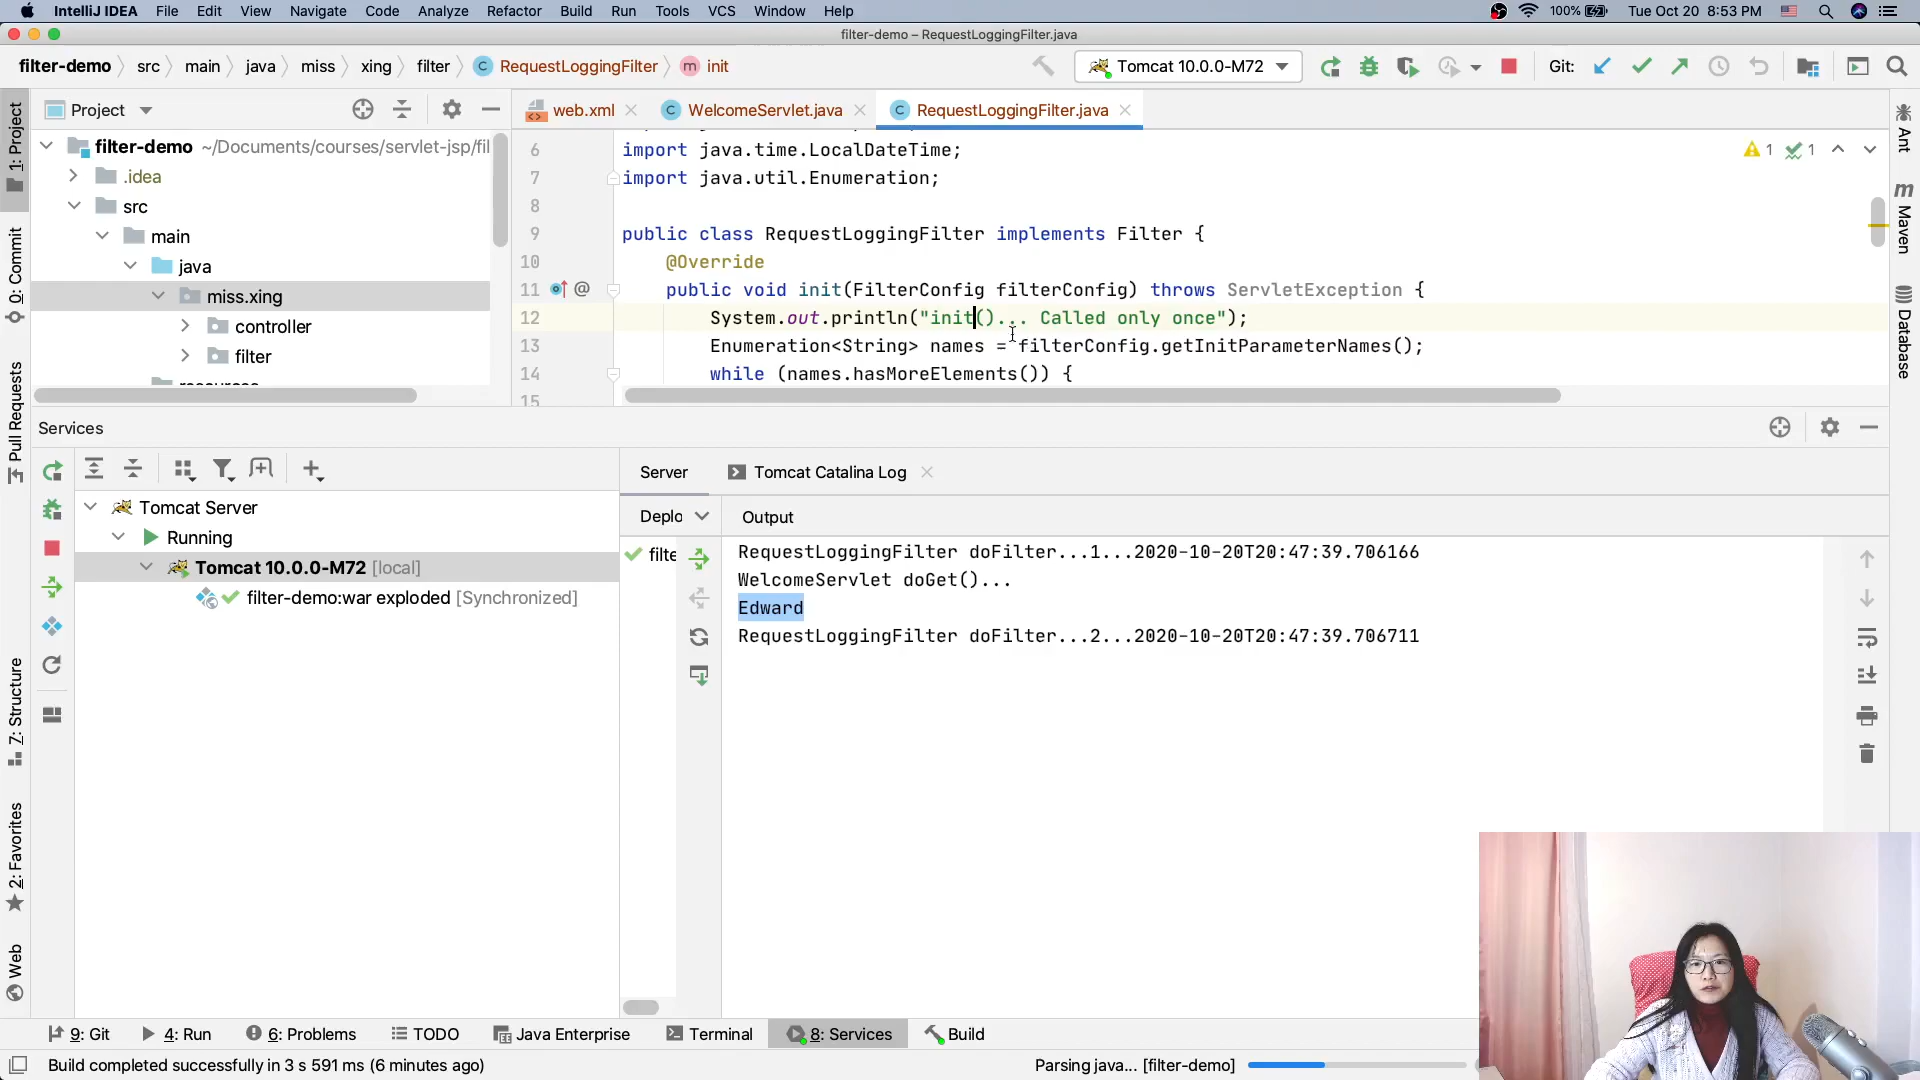 IntelliJ IDEA File Edit View Navigate Code Analyze Refactor Build Run Tools VCS Window Help 100% Tue Oct 20 8:53 PM
filter-demo – RequestLoggingFilter.java
filter-demo src main java miss xing filter RequestLoggingFilter init Tomcat 10.0.0-M72 Git:
Project
web.xml WelcomeServlet.java RequestLoggingFilter.java
filter-demo ~/Documents/courses/servlet-jsp/fil
.idea
src
main
java
miss.xing
controller
filter
6 import java.time.LocalDateTime;
7 import java.util.Enumeration;
8
9 public class RequestLoggingFilter implements Filter {
10 @Override
11 public void init(FilterConfig filterConfig) throws ServletException {
12 System.out.println("init()... Called only once");
13 Enumeration<String> names = filterConfig.getInitParameterNames();
14 while (names.hasMoreElements()) {
15
1 1
1: Project
0: Commit
Pull Requests
7: Structure
2: Favorites
Web
Ant
Maven
Database
Services
Server Tomcat Catalina Log
Deplo Output
Tomcat Server
Running
Tomcat 10.0.0-M72 [local]
filter-demo:war exploded [Synchronized]
filte
RequestLoggingFilter doFilter...1...2020-10-20T20:47:39.706166
WelcomeServlet doGet()...
Edward
RequestLoggingFilter doFilter...2...2020-10-20T20:47:39.706711
9: Git 4: Run 6: Problems TODO Java Enterprise Terminal 8: Services Build
Build completed successfully in 3 s 591 ms (6 minutes ago) Parsing java... [filter-demo]